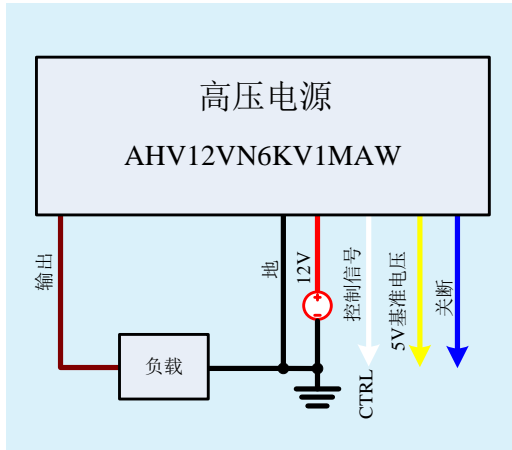 高压电源
AHV12VN6KV1MAW
输出
地
12V
控制信号
5V基准电压
关断
负载
CTRL